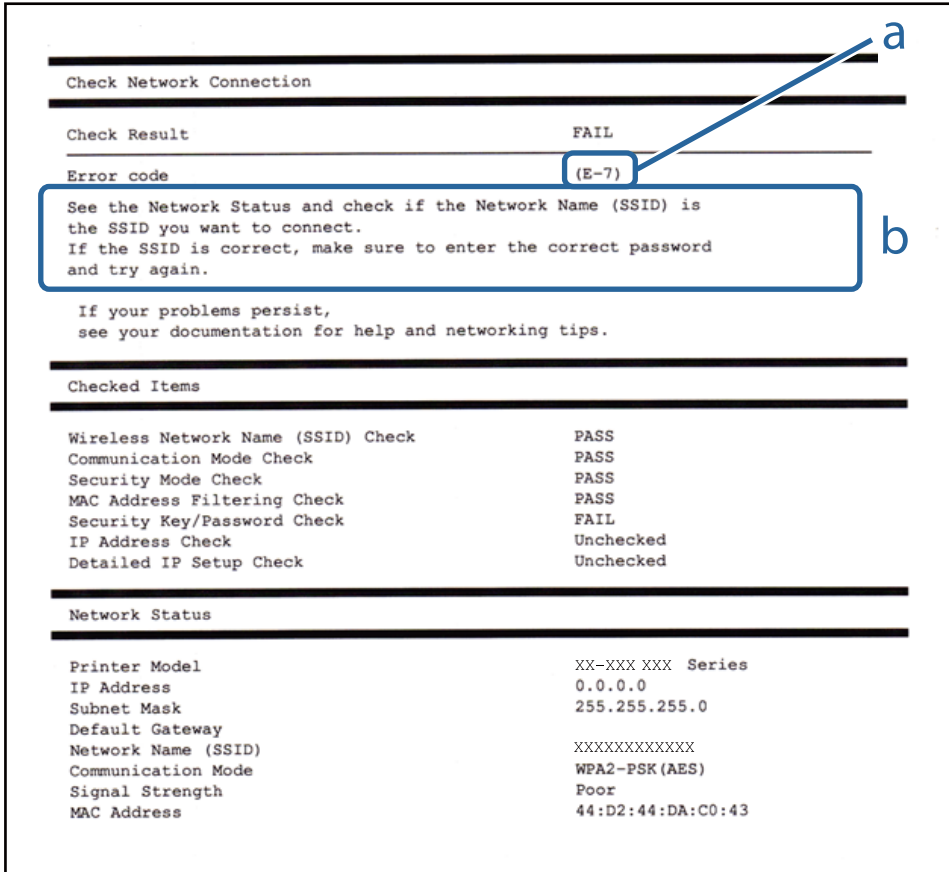 a
Check Network Connection
Check Result FAIL
Error code (E-7)
See the Network Status and check if the Network Name (SSID) is
the SSID you want to connect.
If the SSID is correct, make sure to enter the correct password
and try again.
b
If your problems persist,
see your documentation for help and networking tips.
Checked Items
Wireless Network Name (SSID) Check PASS
Communication Mode Check PASS
Security Mode Check PASS
MAC Address Filtering Check PASS
Security Key/Password Check FAIL
IP Address Check Unchecked
Detailed IP Setup Check Unchecked
Network Status
Printer Model XX-XXX XXX Series
IP Address 0.0.0.0
Subnet Mask 255.255.255.0
Default Gateway
Network Name (SSID) XXXXXXXXXXXX
Communication Mode WPA2-PSK(AES)
Signal Strength Poor
MAC Address 44:D2:44:DA:C0:43